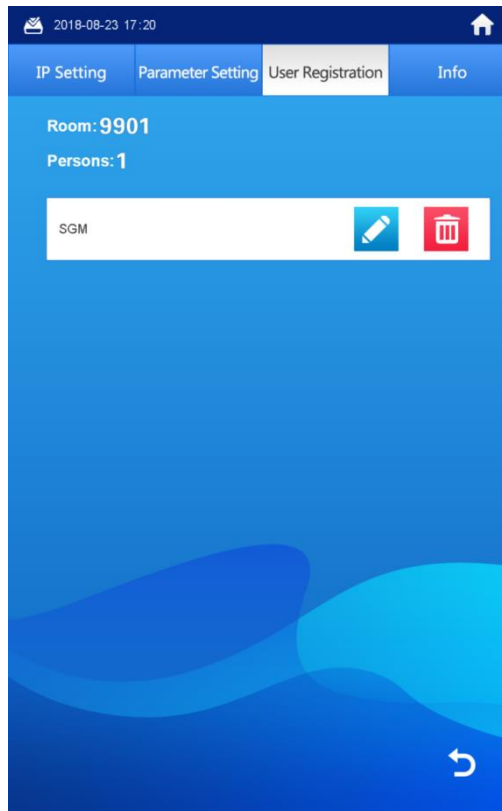 2018-08-23 17:20
IP Setting Parameter Setting User Registration Info
Room: 9901
Persons: 1
SGM